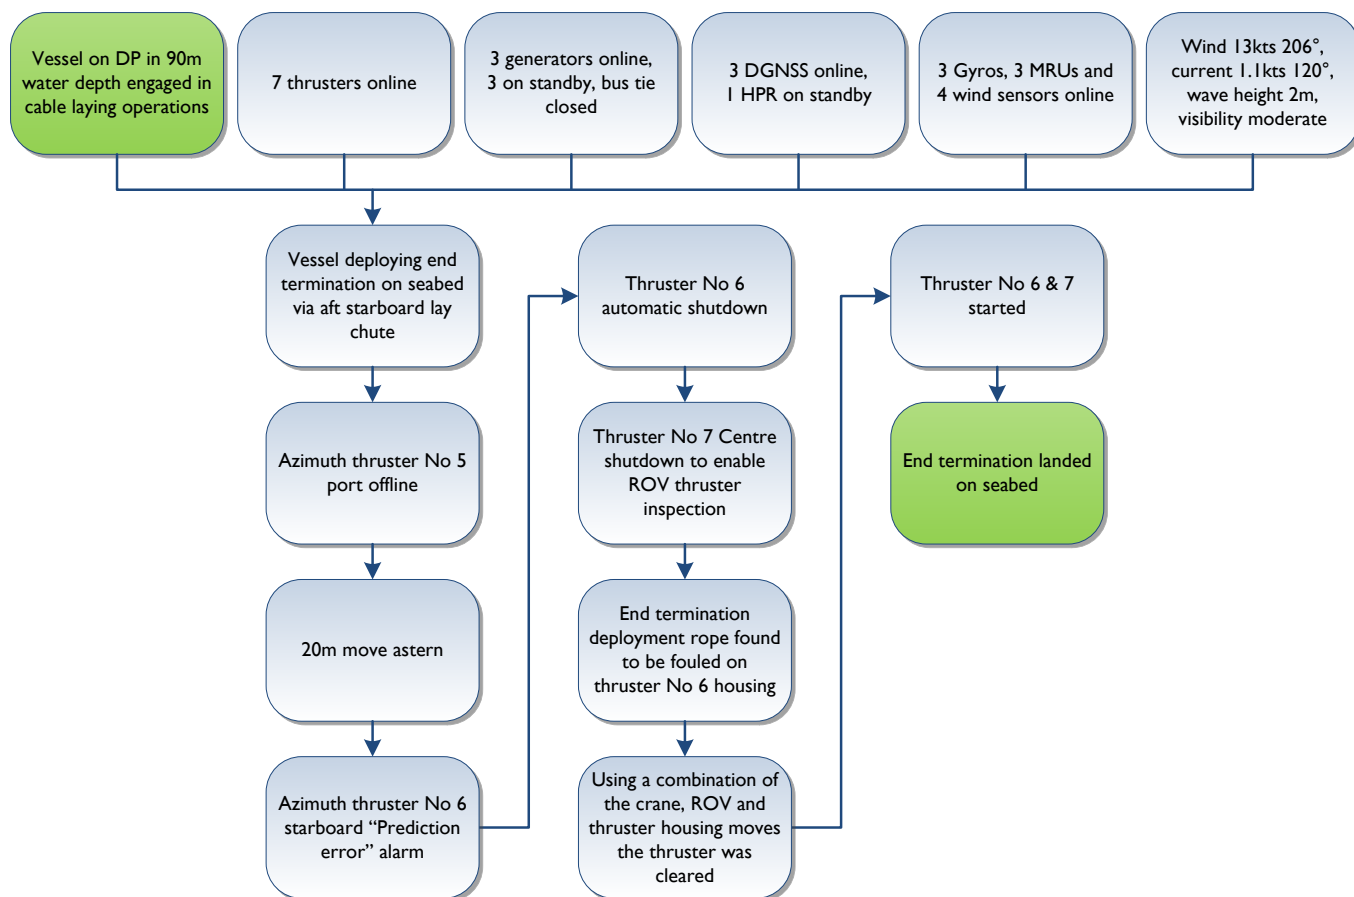 Vessel on DP in 90m
water depth engaged in
cable laying operations
7 thrusters online
3 generators online,
3 on standby, bus tie
closed
3 DGNSS online,
1 HPR on standby
3 Gyros, 3 MRUs and
4 wind sensors online
Wind 13kts 206°,
current 1.1kts 120°,
wave height 2m,
visibility moderate
Vessel deploying end
termination on seabed
via aft starboard lay
chute
Azimuth thruster No 5
port offline
20m move astern
Azimuth thruster No 6
starboard “Prediction
error” alarm
Thruster No 6
automatic shutdown
Thruster No 7 Centre
shutdown to enable
ROV thruster
inspection
End termination
deployment rope found
to be fouled on
thruster No 6 housing
Using a combination of
the crane, ROV and
thruster housing moves
the thruster was
cleared
Thruster No 6 & 7
started
End termination landed
on seabed